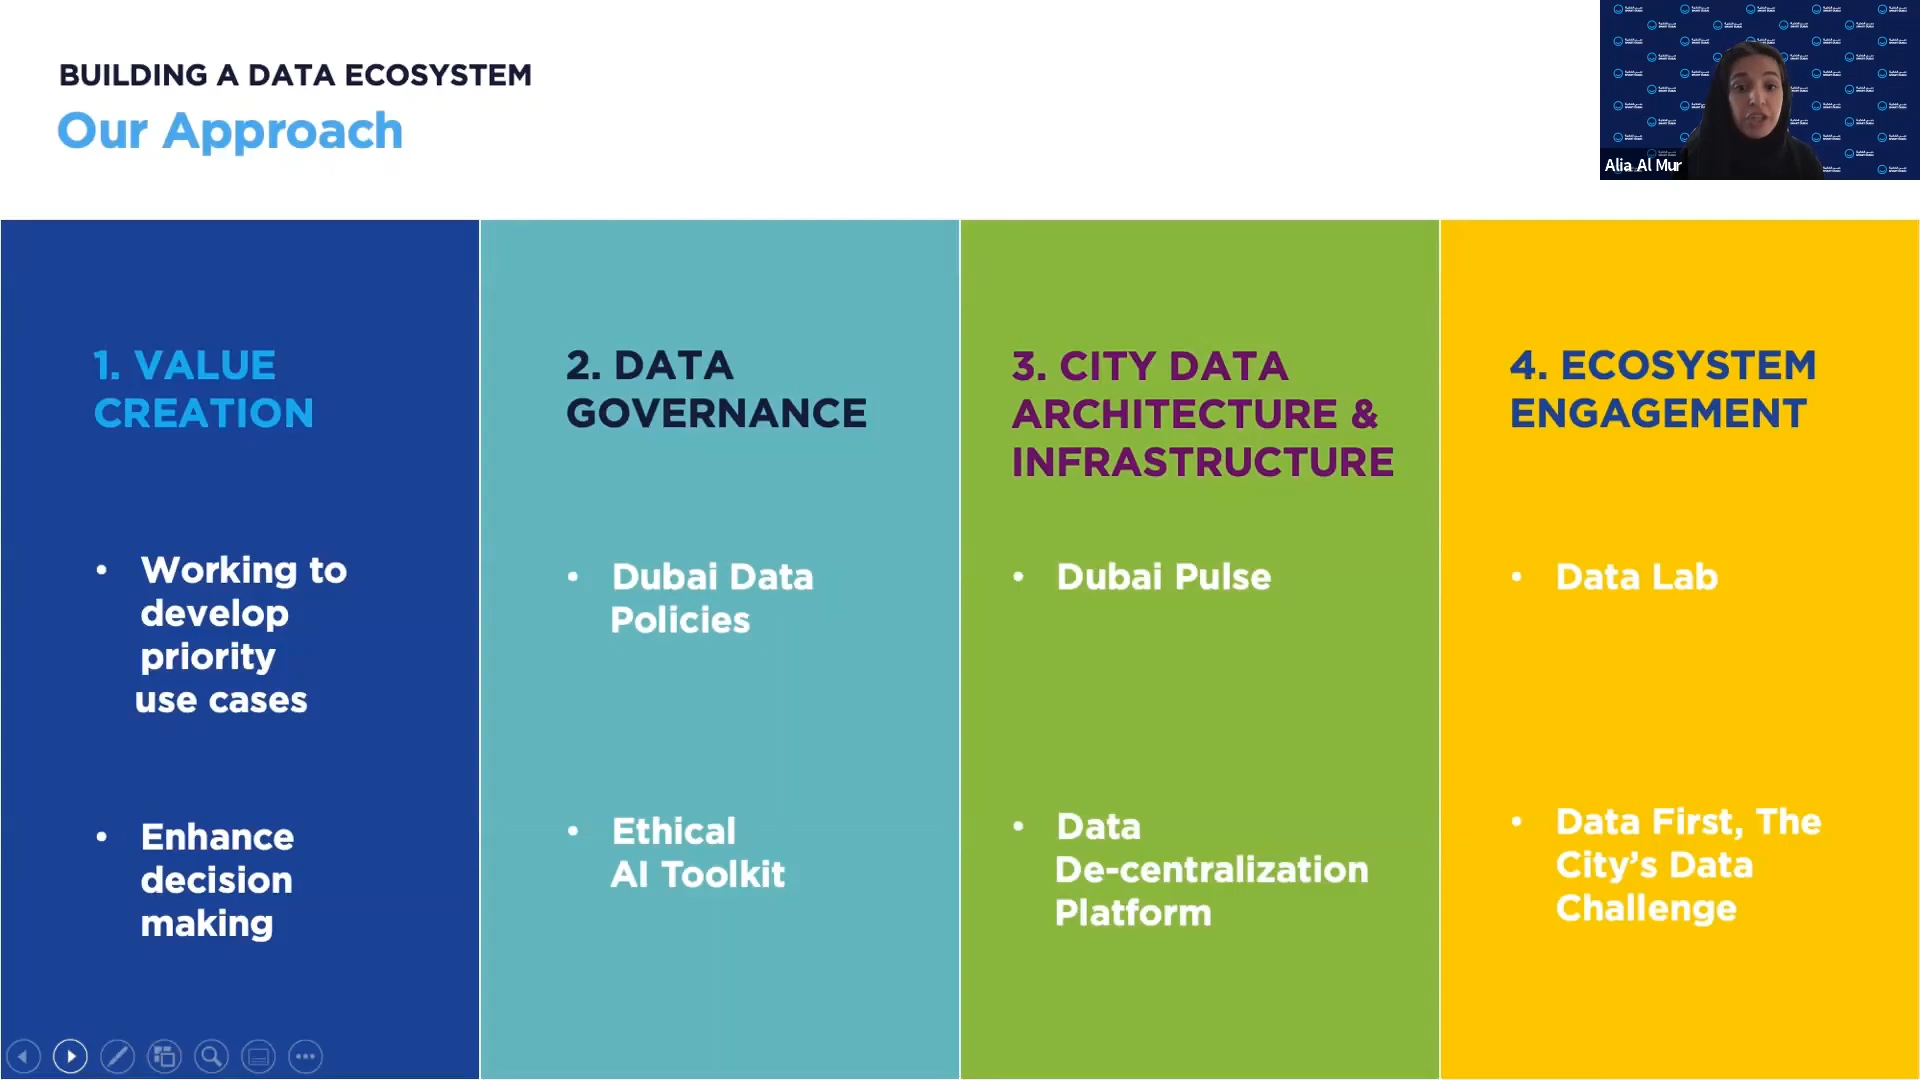 BUILDING A DATA ECOSYSTEM
Our Approach
Alia Al Mur
1. VALUE
CREATION
• Working to
develop
priority
use cases
• Enhance
decision
making
2. DATA
GOVERNANCE
• Dubai Data
Policies
• Ethical
AI Toolkit
3. CITY DATA
ARCHITECTURE &
INFRASTRUCTURE
• Dubai Pulse
• Data
De-centralization
Platform
4. ECOSYSTEM
ENGAGEMENT
• Data Lab
• Data First, The
City’s Data
Challenge